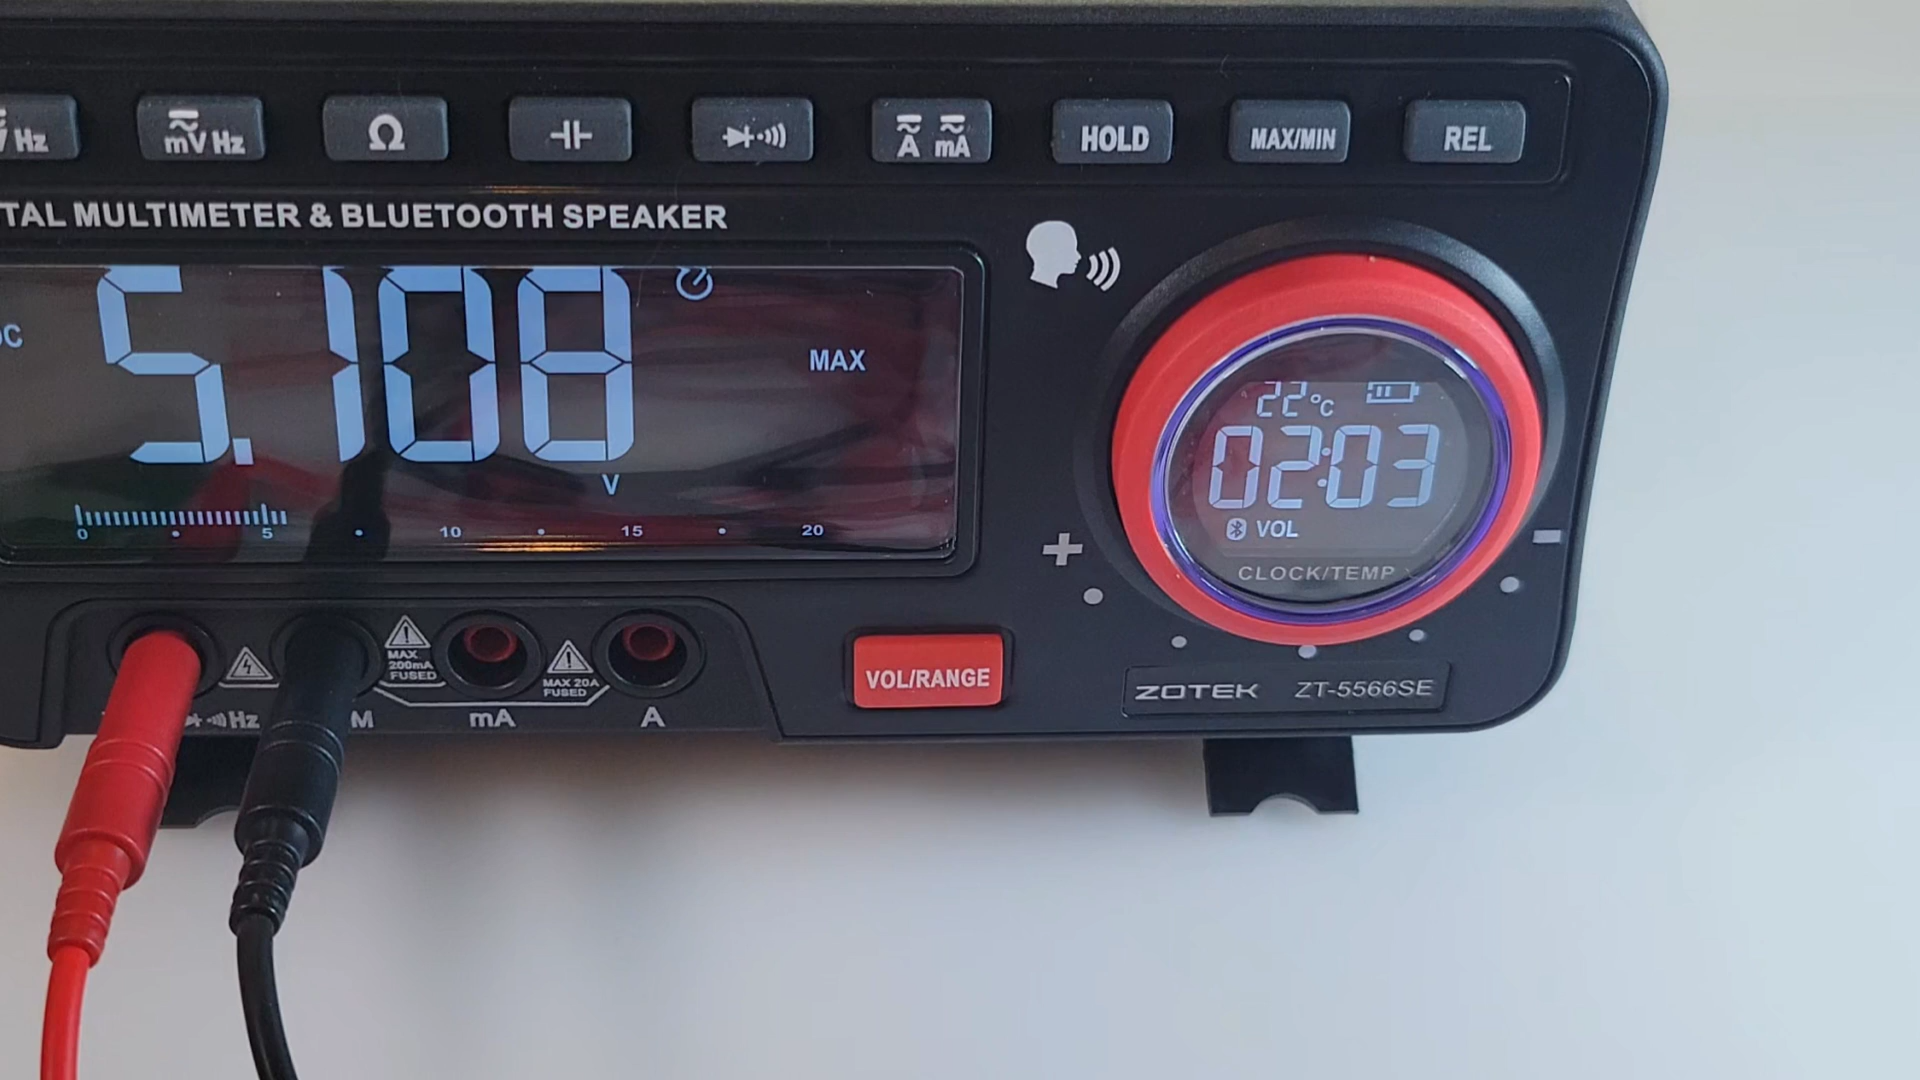 Hz mV Hz Ω HOLD MAX/MIN REL
A mA
TAL MULTIMETER & BLUETOOTH SPEAKER
5.108
MAX
V
0 5 10 15 20
22°C
02:03
VOL
CLOCK/TEMP
+ -
MAX 200mA FUSED
MAX 20A FUSED
Hz M mA A
VOL/RANGE
ZOTEK ZT-5566SE